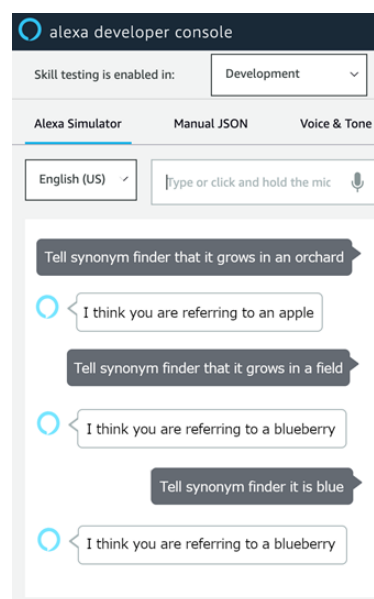 alexa developer console
Skill testing is enabled in: Development
Alexa Simulator Manual JSON Voice & Tone
English (US) Type or click and hold the mic
Tell synonym finder that it grows in an orchard
I think you are referring to an apple
Tell synonym finder that it grows in a field
I think you are referring to a blueberry
Tell synonym finder it is blue
I think you are referring to a blueberry